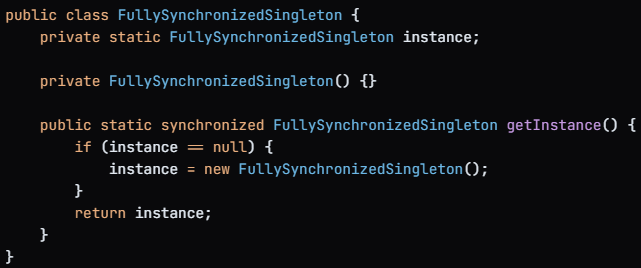 public class FullySynchronizedSingleton {
    private static FullySynchronizedSingleton instance;

    private FullySynchronizedSingleton() {}

    public static synchronized FullySynchronizedSingleton getInstance() {
        if (instance == null) {
            instance = new FullySynchronizedSingleton();
        }
        return instance;
    }
}